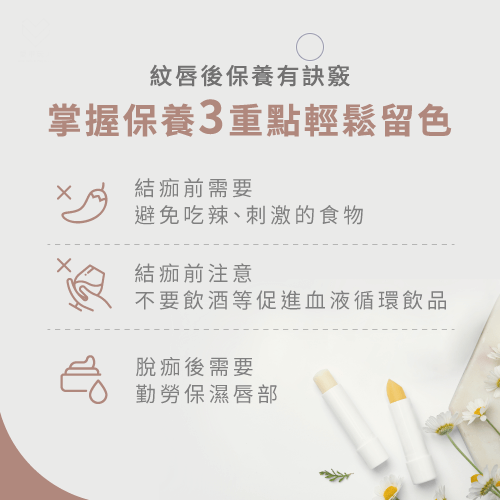 紋唇後保養有訣竅
掌握保養3重點輕鬆留色
結痂前需要
避免吃辣、刺激的食物
結痂前注意
不要飲酒等促進血液循環飲品
脫痂後需要
勤勞保濕唇部